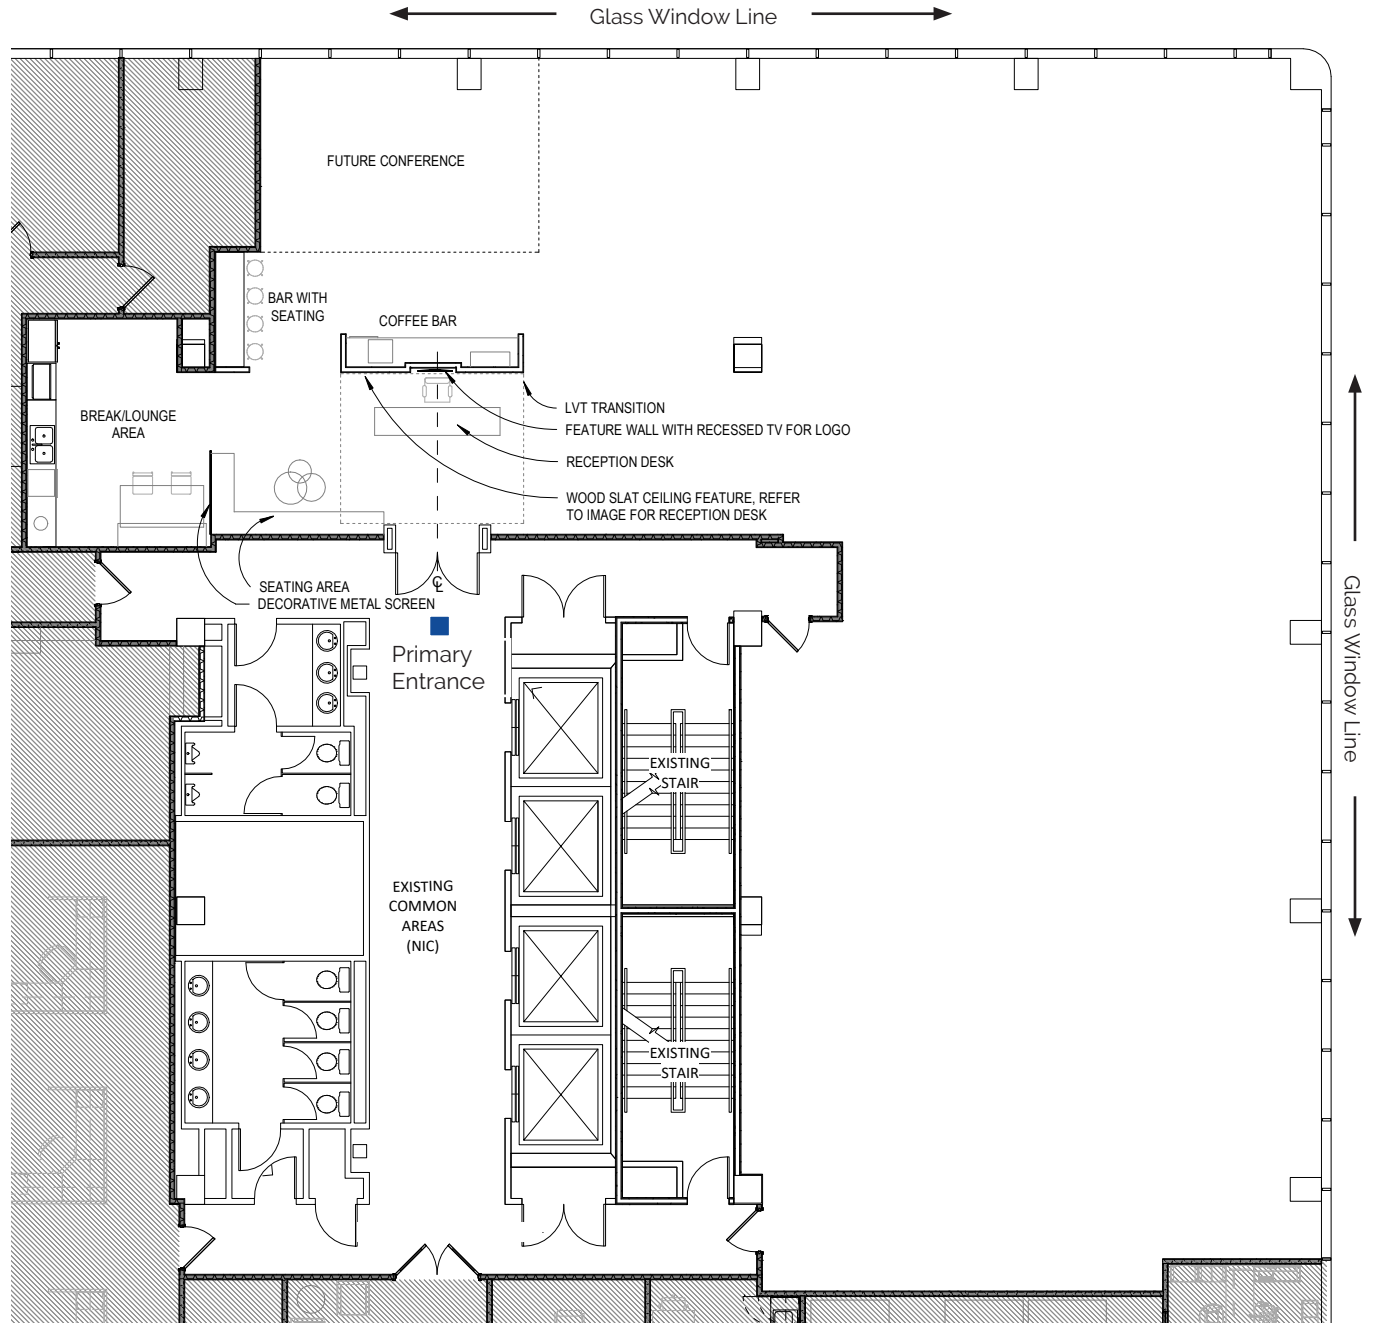 Glass Window Line
FUTURE CONFERENCE
BAR WITH
SEATING
COFFEE BAR
BREAK/LOUNGE
AREA
LVT TRANSITION
FEATURE WALL WITH RECESSED TV FOR LOGO
RECEPTION DESK
WOOD SLAT CEILING FEATURE, REFER
TO IMAGE FOR RECEPTION DESK
SEATING AREA
DECORATIVE METAL SCREEN
CL
Primary
Entrance
Glass Window Line
EXISTING
STAIR
EXISTING
COMMON
AREAS
(NIC)
EXISTING
STAIR